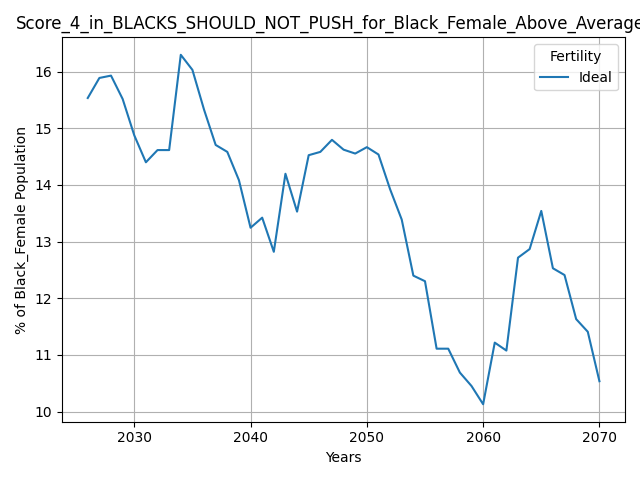 Score_4_in_BLACKS_SHOULD_NOT_PUSH_for_Black_Female_Above_Average
Fertility
Ideal
% of Black_Female Population
16
15
14
13
12
11
10
2030 2040 2050 2060 2070
Years